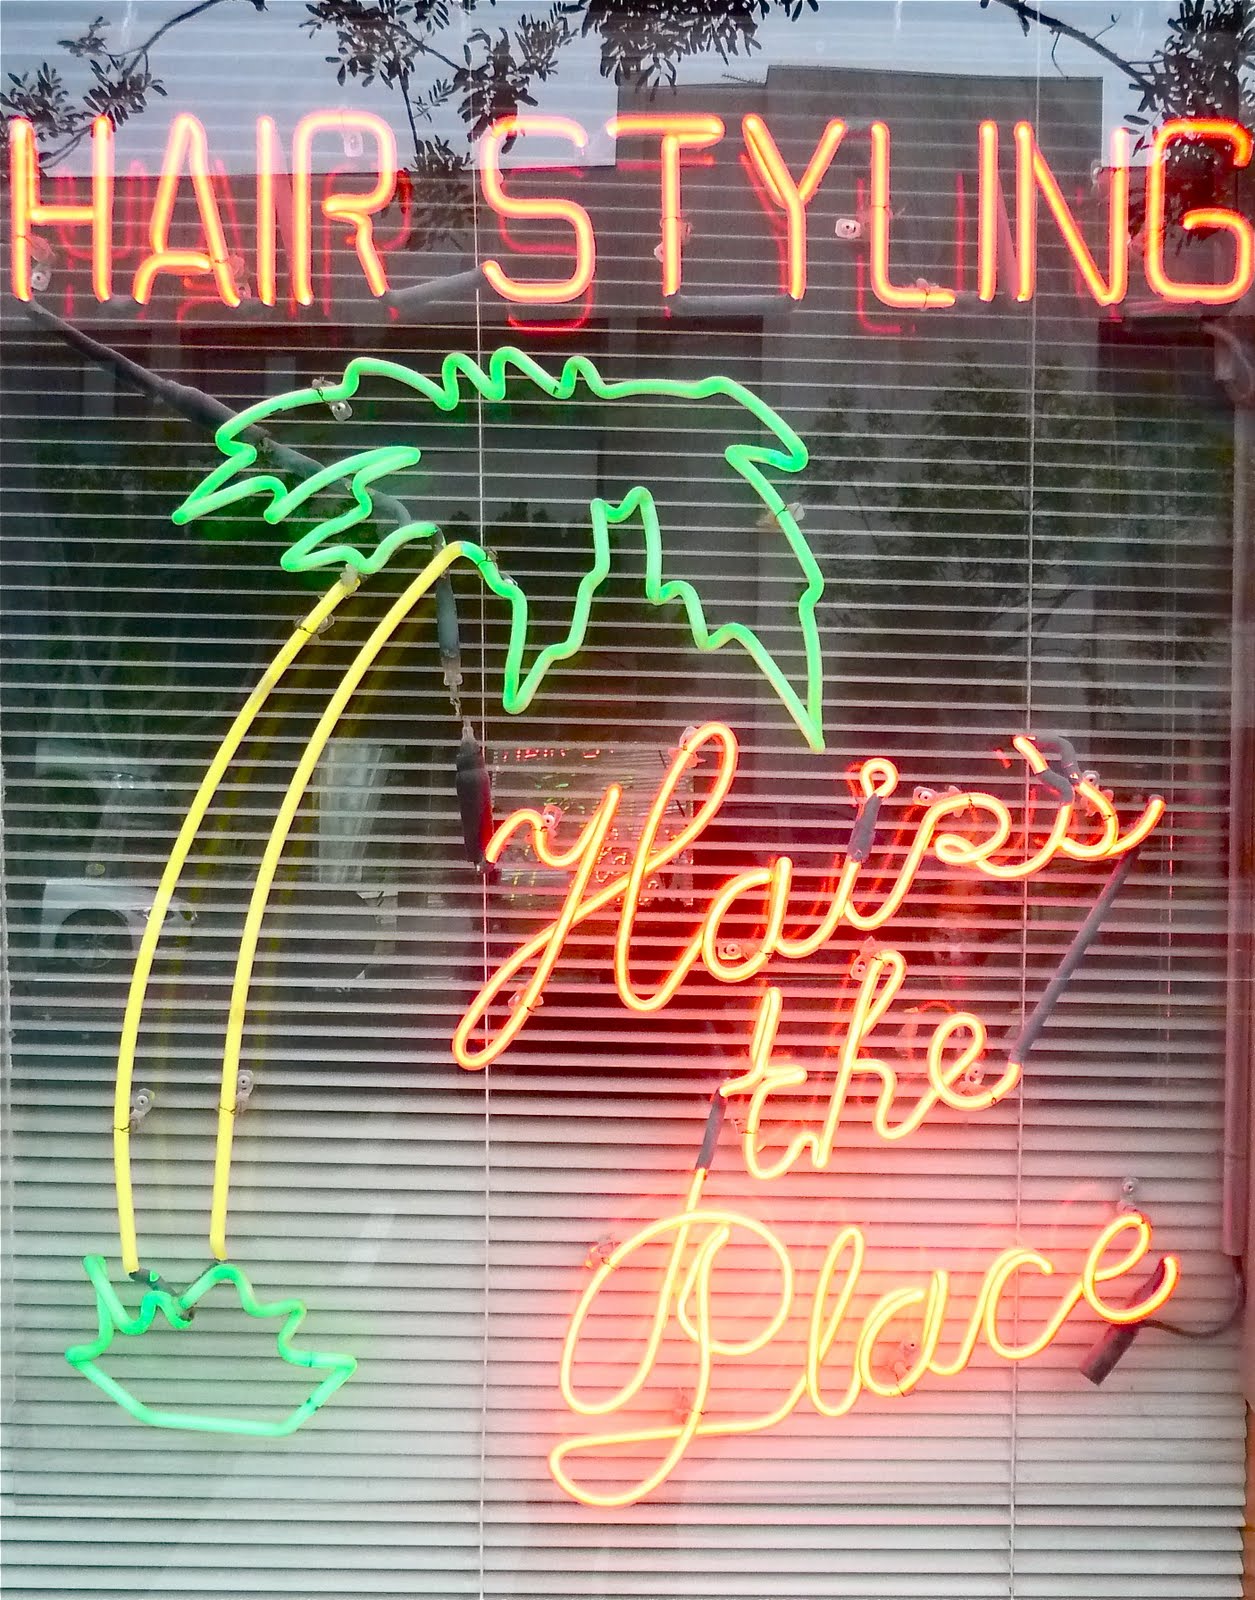 HAIR STYLING
Hair's
the
Place